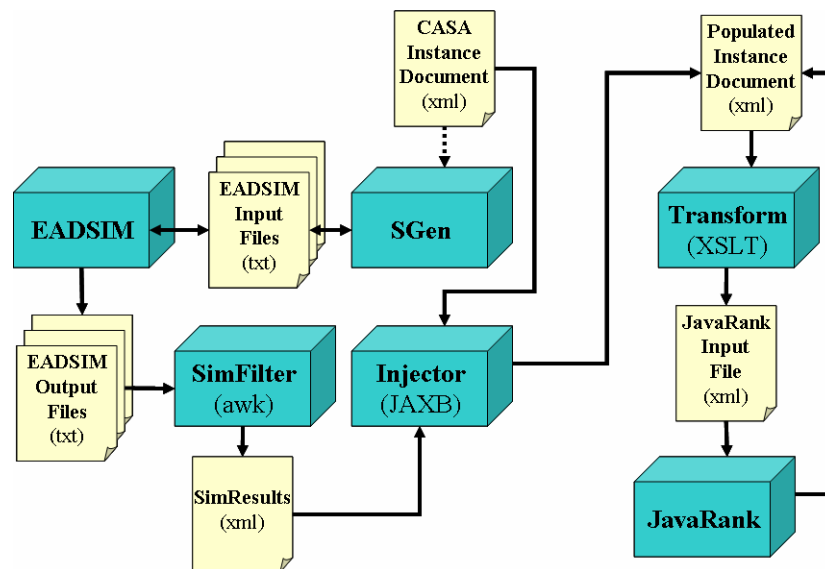 CASA
Instance
Document
(xml)
Populated
Instance
Document
(xml)
EADSIM
EADSIM
Input
Files
(txt)
SGen
Transform
(XSLT)
EADSIM
Output
Files
(txt)
SimFilter
(awk)
Injector
(JAXB)
JavaRank
Input
File
(xml)
SimResults
(xml)
JavaRank